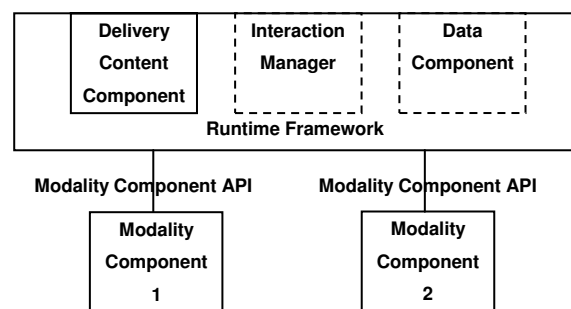 Delivery
Content
Component
Interaction
Manager
Data
Component
Runtime Framework
Modality Component API
Modality Component API
Modality
Component
1
Modality
Component
2